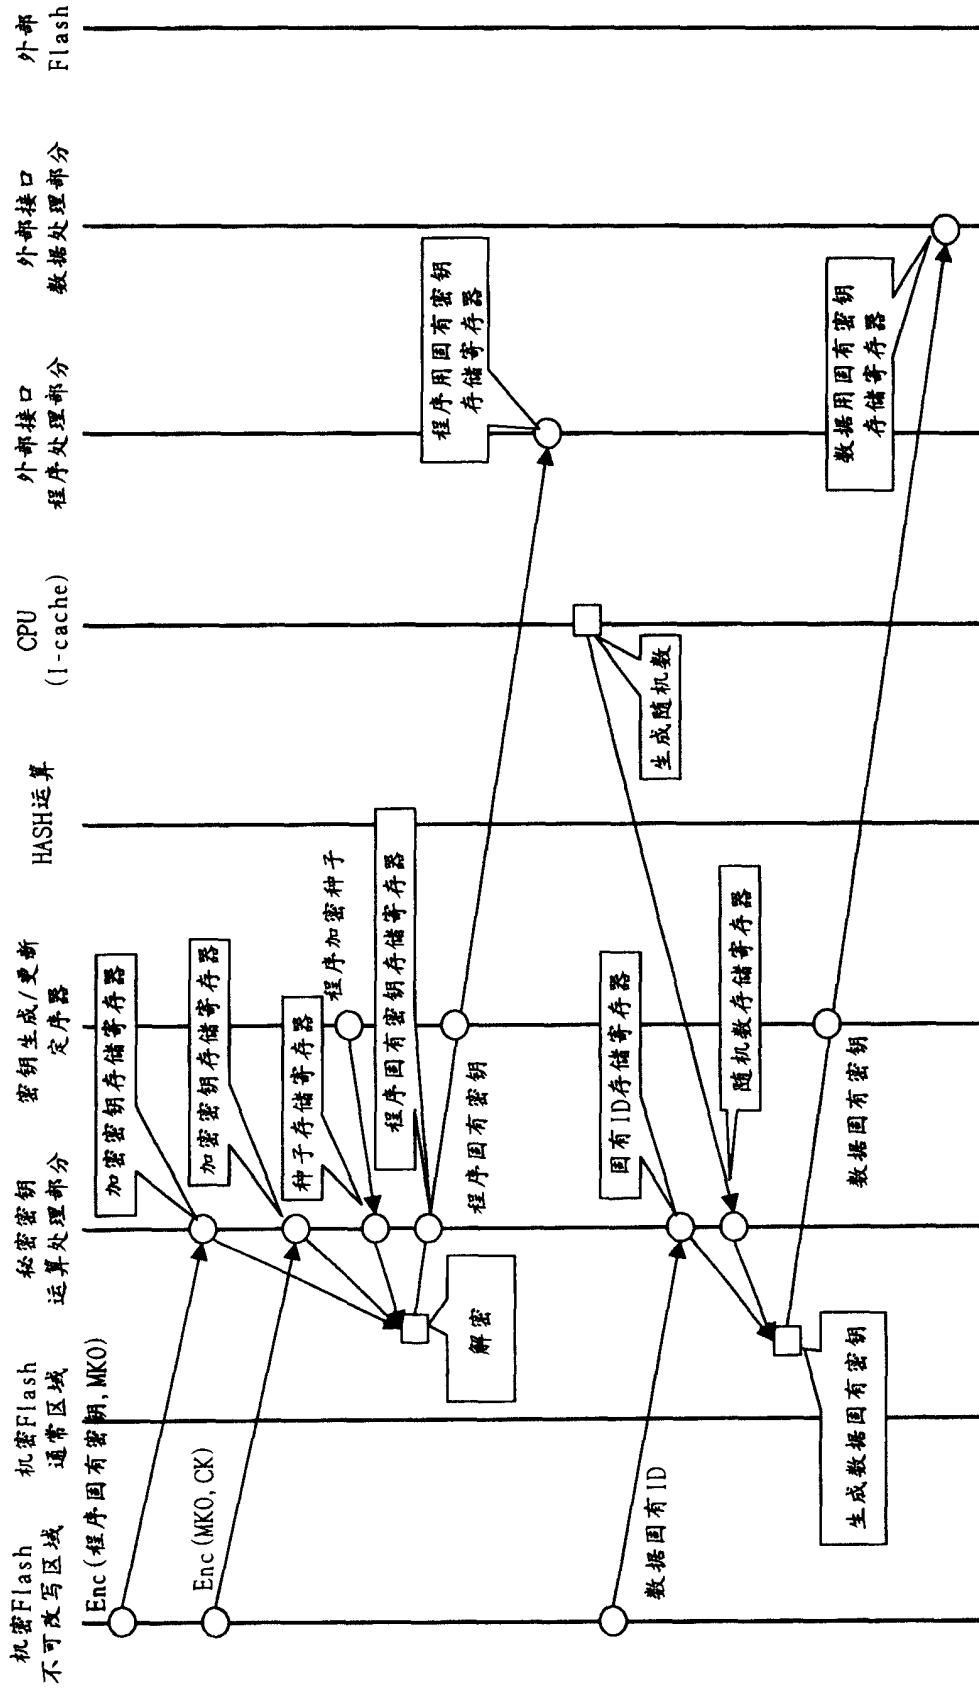 机密Flash
不可改写区域
机密Flash
通常区域
秘密密钥
运算处理部分
密钥生成/更新
定序器
HASH运算
CPU
(I-cache)
外部接口
程序处理部分
外部接口
数据处理部分
外部
Flash
Enc(程序固有密钥,MK0)
加密密钥存储寄存器
Enc(MK0,CK)
加密密钥存储寄存器
种子存储寄存器
程序加密种子
程序固有密钥存储寄存器
解密
程序固有密钥
程序用固有密钥
存储寄存器
生成随机数
数据固有ID
固有ID存储寄存器
随机数存储寄存器
生成数据固有密钥
数据固有密钥
数据用固有密钥
存储寄存器